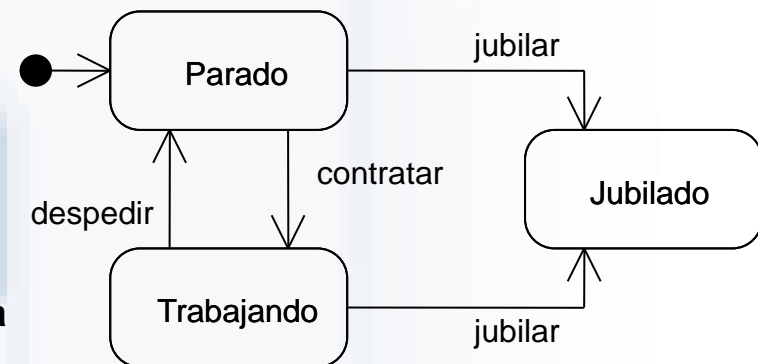 jubilar
Parado
contratar
Jubilado
despedir
Trabajando
a
jubilar